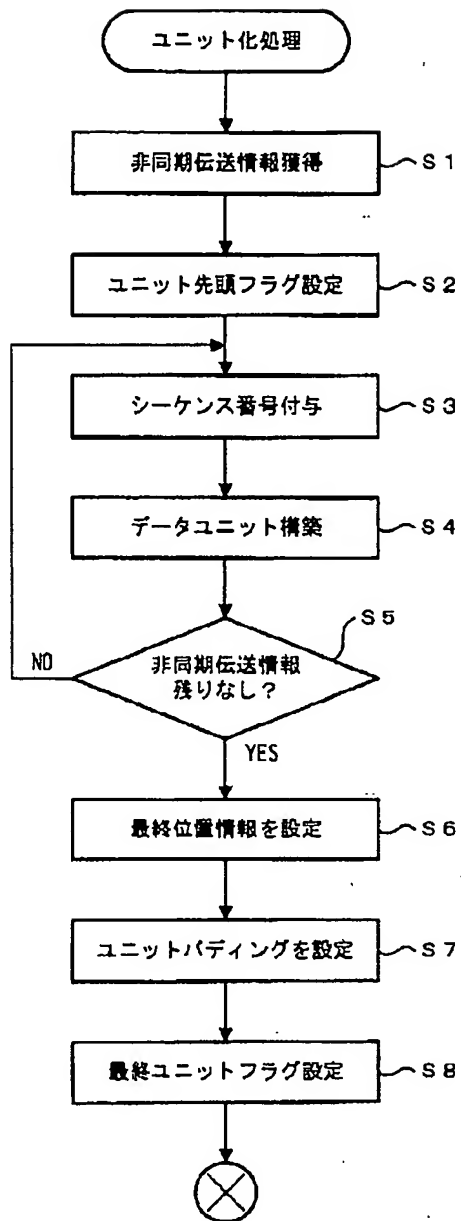 ユニット化処理
非同期伝送情報獲得
S1
ユニット先頭フラグ設定
S2
シーケンス番号付与
S3
データユニット構築
S4
S5
NO
非同期伝送情報
残りなし?
YES
最終位置情報を設定
S6
ユニットパディングを設定
S7
最終ユニットフラグ設定
S8